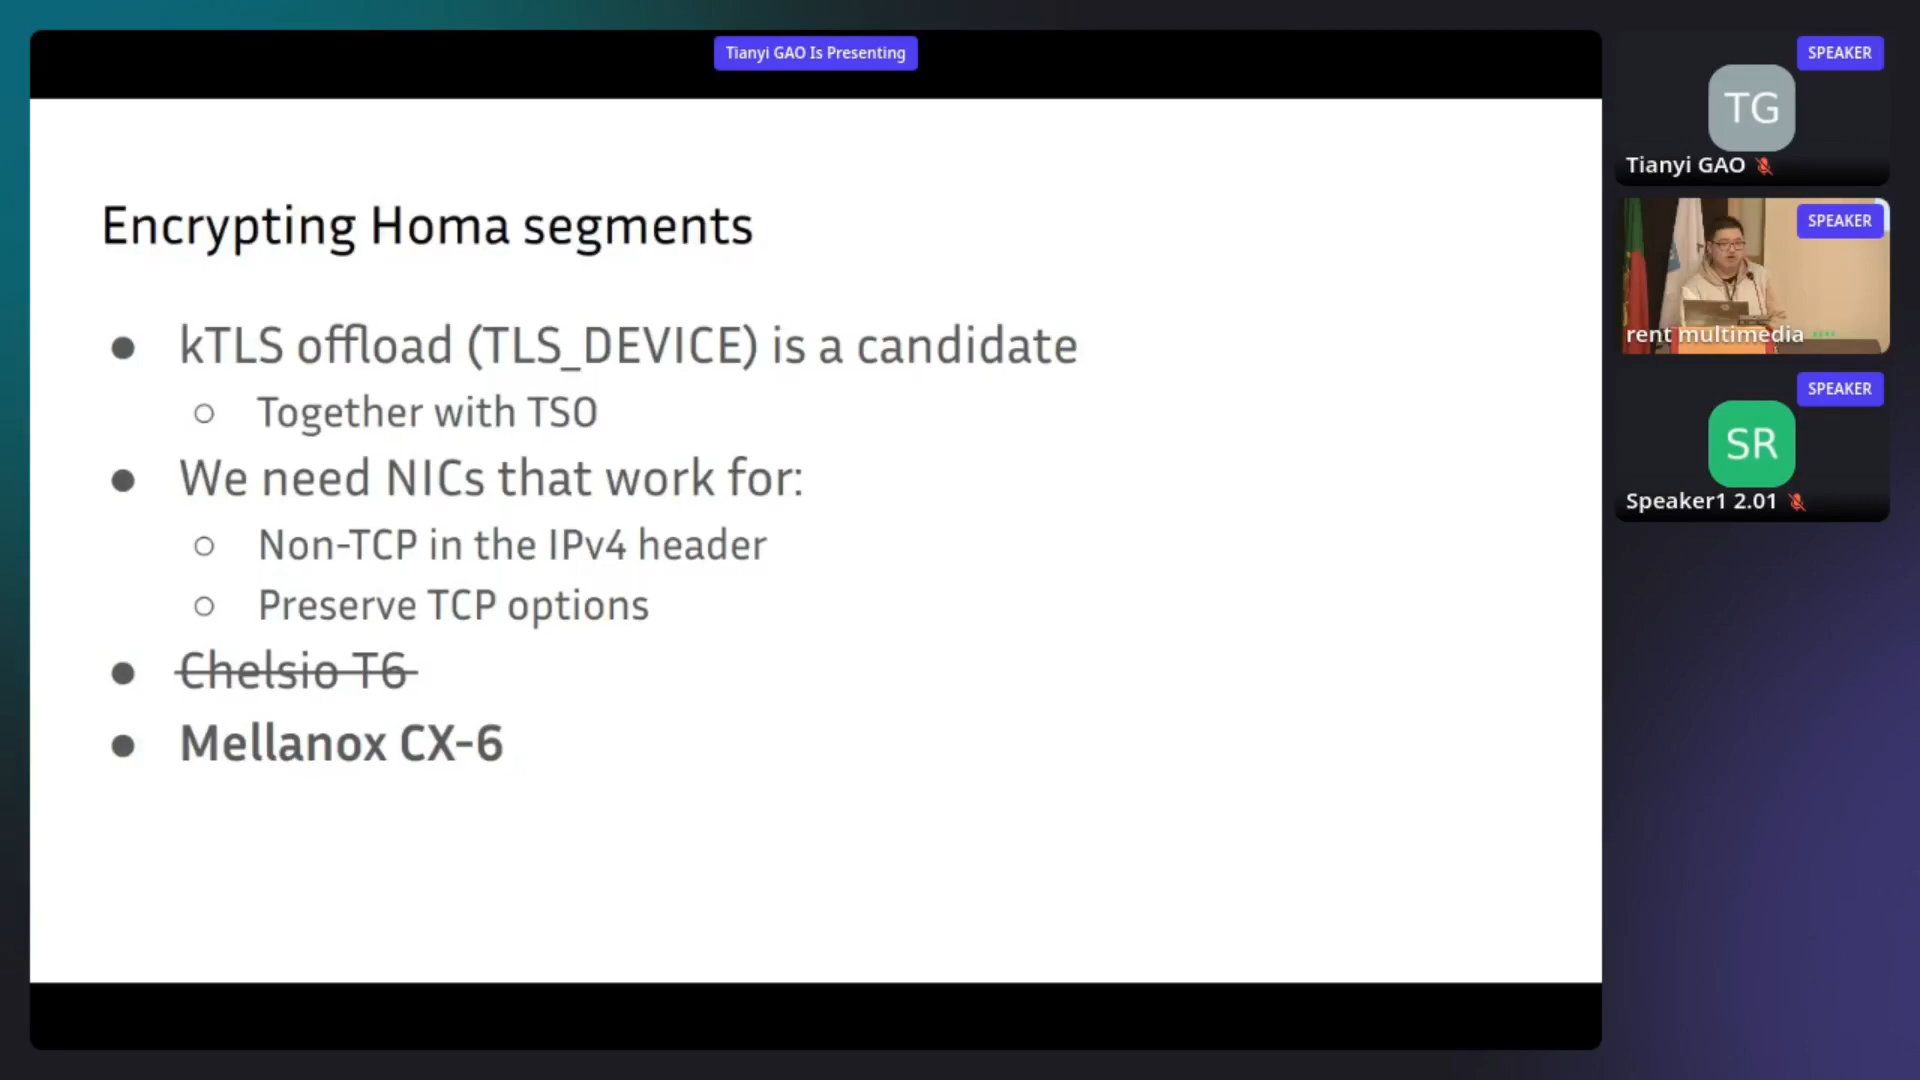 Tianyi GAO Is Presenting
Encrypting Homa segments
● kTLS offload (TLS_DEVICE) is a candidate
○ Together with TSO
● We need NICs that work for:
○ Non-TCP in the IPv4 header
○ Preserve TCP options
● Chelsio T6
● Mellanox CX-6
SPEAKER
TG
Tianyi GAO
SPEAKER
rent multimedia
SPEAKER
SR
Speaker1 2.01